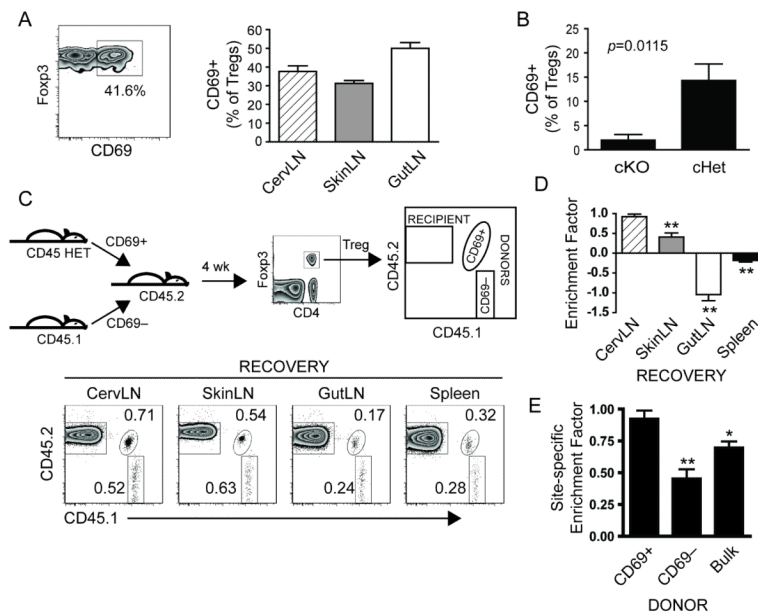 A
Foxp3
41.6%
CD69
CD69+
(% of Tregs)
60
50
40
30
20
10
0
CervLN
SkinLN
GutLN
B
CD69+
(% of Tregs)
p=0.0115
25
20
15
10
5
0
cKO
cHet
C
CD45 HET
CD69+
CD45.2
CD45.1
CD69–
4 wk
Foxp3
CD4
Treg
CD45.2
RECIPIENT
CD69+
DONORS
CD69–
CD45.1
RECOVERY
CervLN
SkinLN
GutLN
Spleen
CD45.2
0.71
0.54
0.17
0.32
0.52
0.63
0.24
0.28
CD45.1
D
Enrichment Factor
1.0
0.5
0.0
-0.5
-1.0
-1.5
**
**
**
CervLN
SkinLN
GutLN
Spleen
RECOVERY
E
Site-specific
Enrichment Factor
1.00
0.75
0.50
0.25
0.00
**
*
CD69+
CD69–
Bulk
DONOR